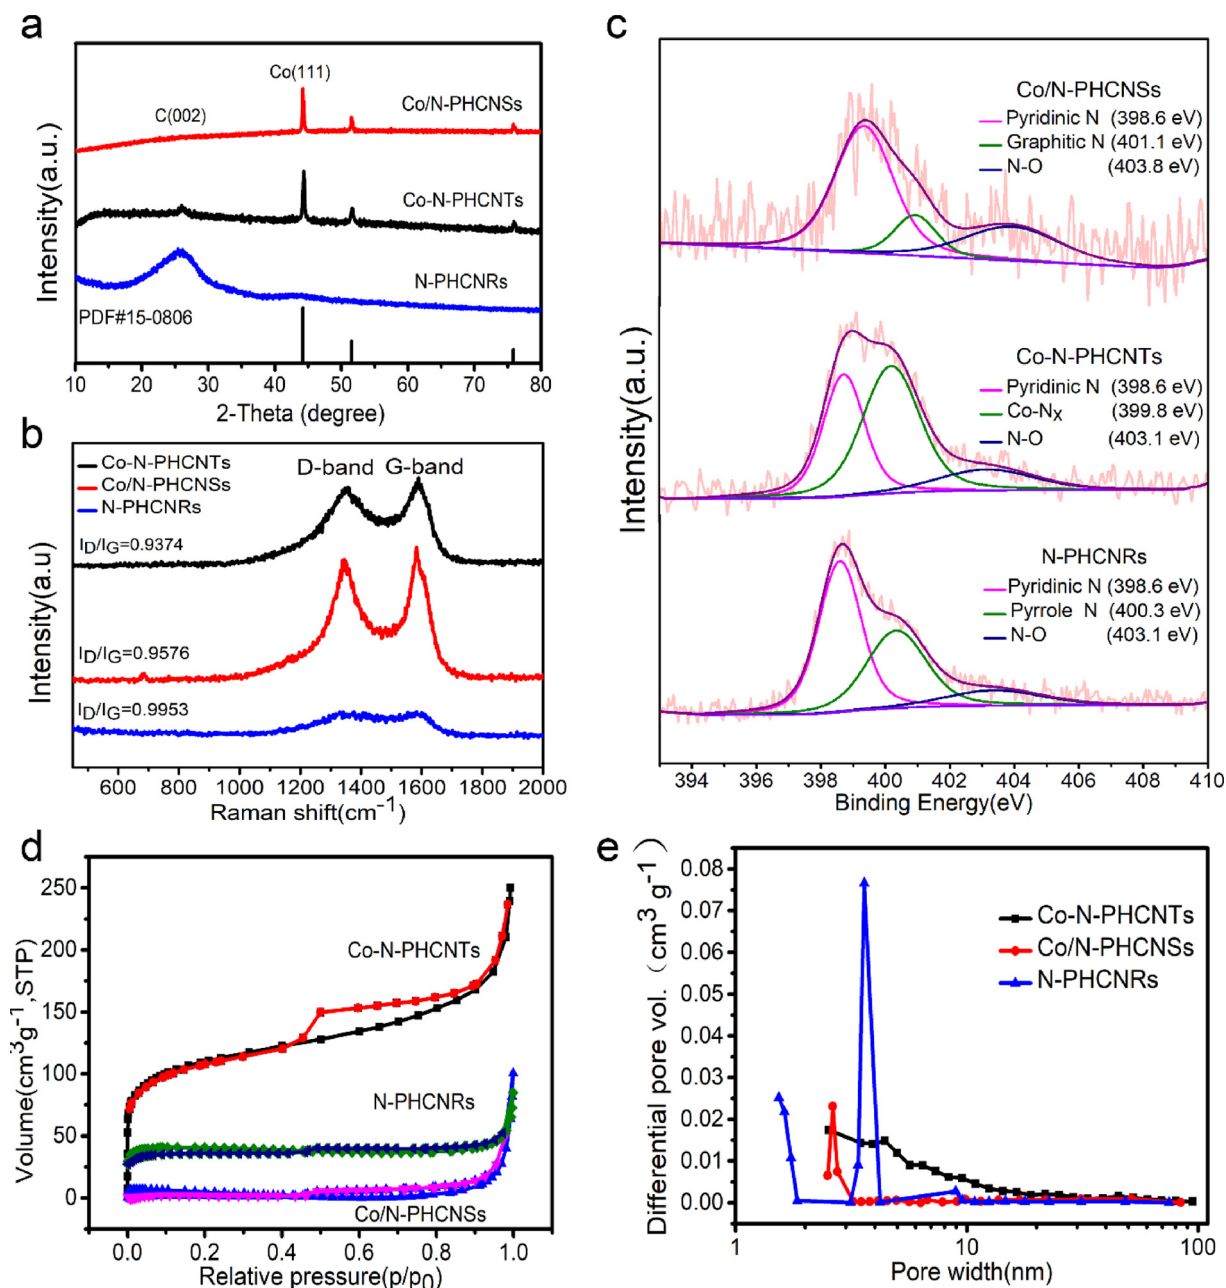 a
Intensity(a.u.)
Co(111)
C(002)
Co/N-PHCNSs
Co-N-PHCNTs
N-PHCNRs
PDF#15-0806
10 20 30 40 50 60 70 80
2-Theta (degree)
b
Intensity(a.u)
Co-N-PHCNTs
Co/N-PHCNSs
N-PHCNRs
D-band G-band
I_D/I_G=0.9374
I_D/I_G=0.9576
I_D/I_G=0.9953
600 800 1000 1200 1400 1600 1800 2000
Raman shift(cm⁻¹)
c
Intensity(a.u.)
Co/N-PHCNSs
Pyridinic N (398.6 eV)
Graphitic N (401.1 eV)
N-O (403.8 eV)
Co-N-PHCNTs
Pyridinic N (398.6 eV)
Co-Nₓ (399.8 eV)
N-O (403.1 eV)
N-PHCNRs
Pyridinic N (398.6 eV)
Pyrrole N (400.3 eV)
N-O (403.1 eV)
394 396 398 400 402 404 406 408 410
Binding Energy(eV)
d
Volume(cm³g⁻¹,STP)
250
200
150
100
50
0
Co-N-PHCNTs
N-PHCNRs
Co/N-PHCNSs
0.0 0.2 0.4 0.6 0.8 1.0
Relative pressure(p/p₀)
e
Differential pore vol. (cm³ g⁻¹)
0.08
0.07
0.06
0.05
0.04
0.03
0.02
0.01
0.00
Co-N-PHCNTs
Co/N-PHCNSs
N-PHCNRs
1 10 100
Pore width(nm)